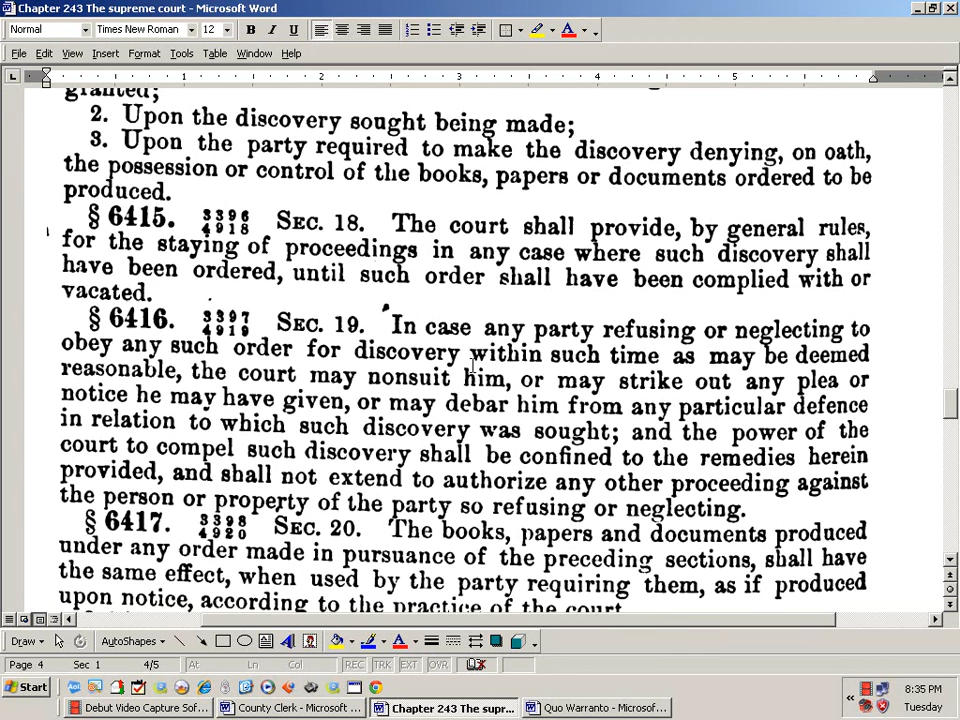 Chapter 243 The supreme court - Microsoft Word
Normal Times New Roman 12 B I U A
File Edit View Insert Format Tools Table Window Help
L 1 2 3 4 5
granted;
2. Upon the discovery sought being made;
3. Upon the party required to make the discovery denying, on oath,
the possession or control of the books, papers or documents ordered to be
produced.
§ 6415. 3396 4918 SEC. 18. The court shall provide, by general rules,
for the staying of proceedings in any case where such discovery shall
have been ordered, until such order shall have been complied with or
vacated.
§ 6416. 3397 4919 SEC. 19. In case any party refusing or neglecting to
obey any such order for discovery within such time as may be deemed
reasonable, the court may nonsuit him, or may strike out any plea or
notice he may have given, or may debar him from any particular defence
in relation to which such discovery was sought; and the power of the
court to compel such discovery shall be confined to the remedies herein
provided, and shall not extend to authorize any other proceeding against
the person or property of the party so refusing or neglecting.
§ 6417. 3398 4920 SEC. 20. The books, papers and documents produced
under any order made in pursuance of the preceding sections, shall have
the same effect, when used by the party requiring them, as if produced
upon notice, according to the practice of the court.
Draw AutoShapes A A
Page 4 Sec 1 4/5 At Ln Col REC TRK EXT OVR
Start 8:35 PM
Debut Video Capture Sof... County Clerk - Microsoft ... Chapter 243 The supr... Quo Warranto - Microsof... Tuesday